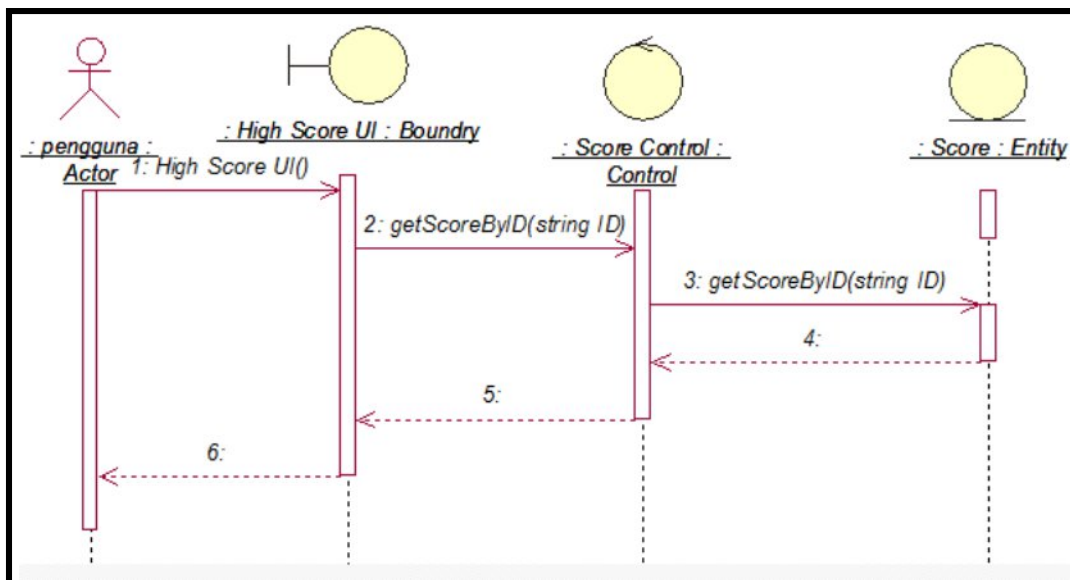 : pengguna :
Actor
: High Score UI : Boundry
: Score Control :
Control
: Score : Entity
1: High Score UI()
2: getScoreByID(string ID)
3: getScoreByID(string ID)
4:
5:
6: